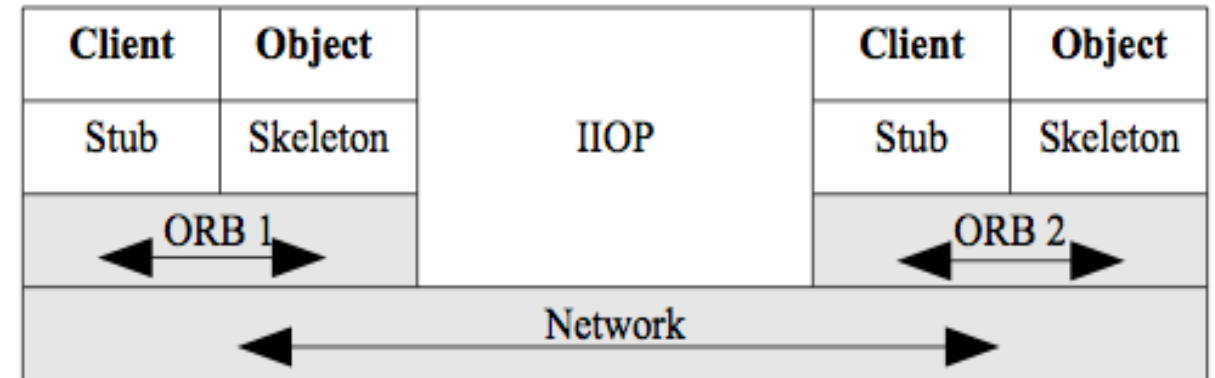 Client Object Client Object
Stub Skeleton IIOP Stub Skeleton
ORB 1 ORB 2
Network